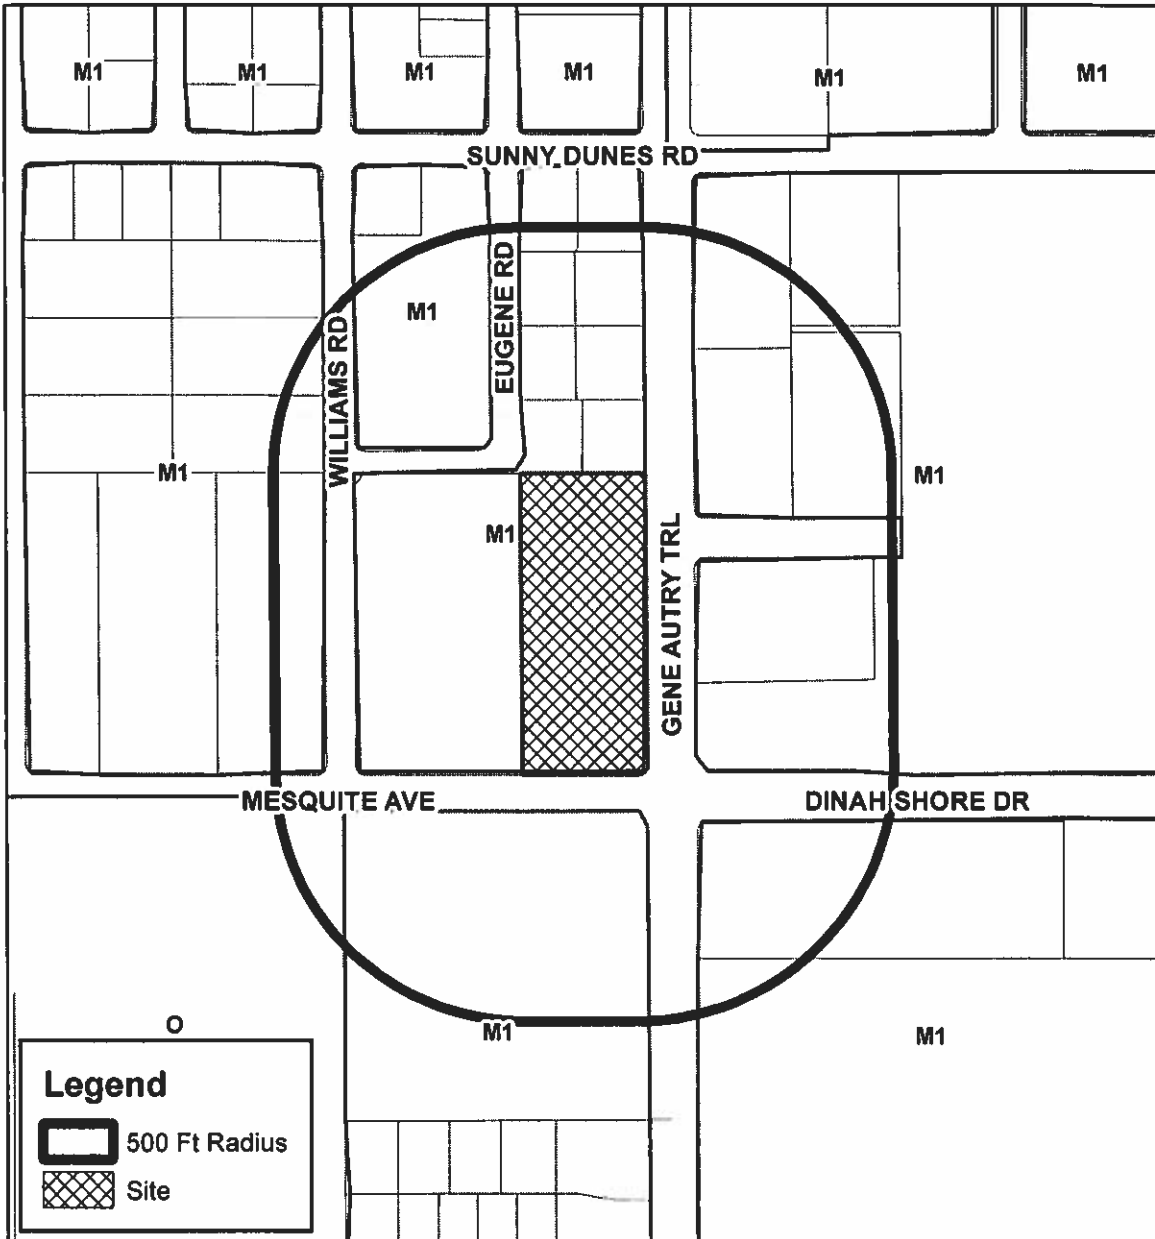 M1
M1
M1
M1
M1
M1
SUNNY DUNES RD
EUGENE RD
M1
WILLIAMS RD
M1
M1
M1
GENE AUTRY TRL
MESQUITE AVE
DINAH SHORE DR
O
M1
M1
Legend
500 Ft Radius
Site